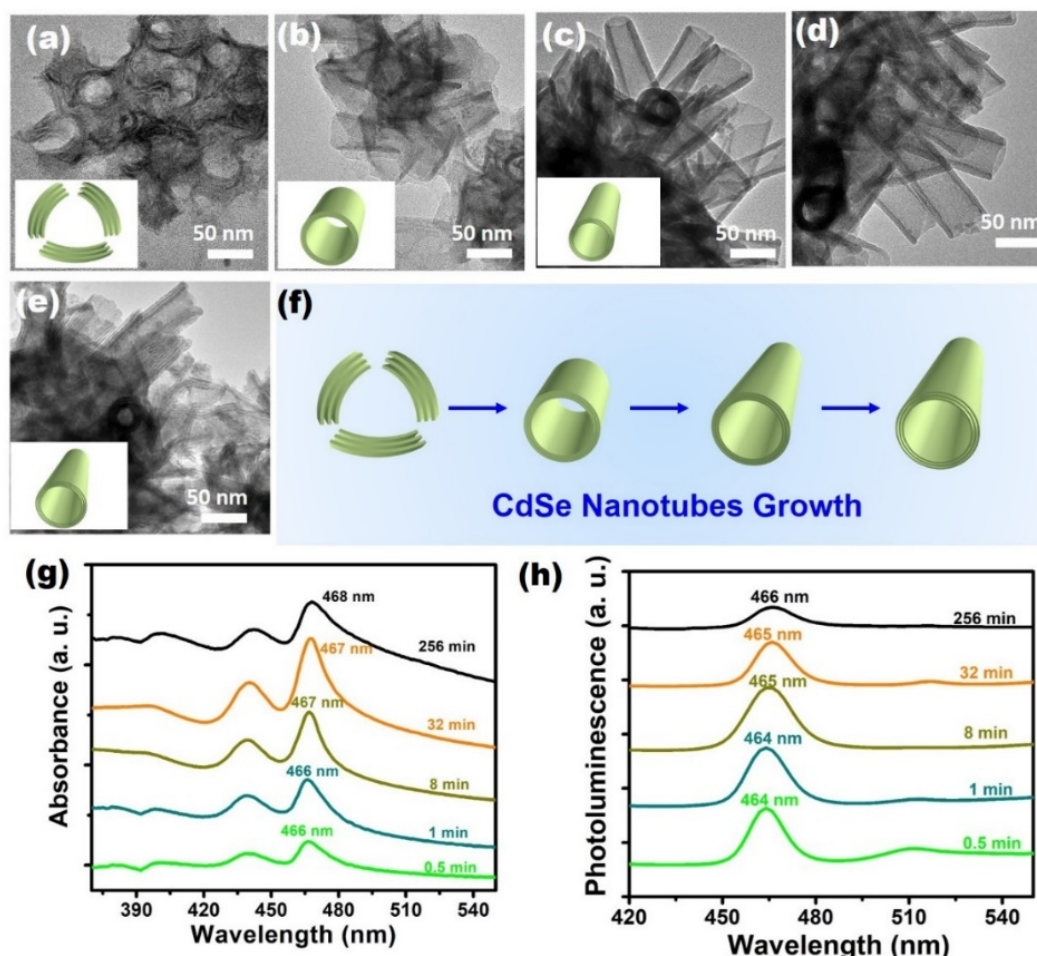 (a)
(b)
(c)
(d)
50 nm
50 nm
50 nm
50 nm
(e)
50 nm
(f)
CdSe Nanotubes Growth
(g)
Absorbance (a. u.)
468 nm
256 min
467 nm
32 min
467 nm
8 min
466 nm
1 min
466 nm
0.5 min
390 420 450 480 510 540
Wavelength (nm)
(h)
Photoluminescence (a. u.)
466 nm
256 min
465 nm
32 min
465 nm
8 min
464 nm
1 min
464 nm
0.5 min
420 450 480 510 540
Wavelength (nm)